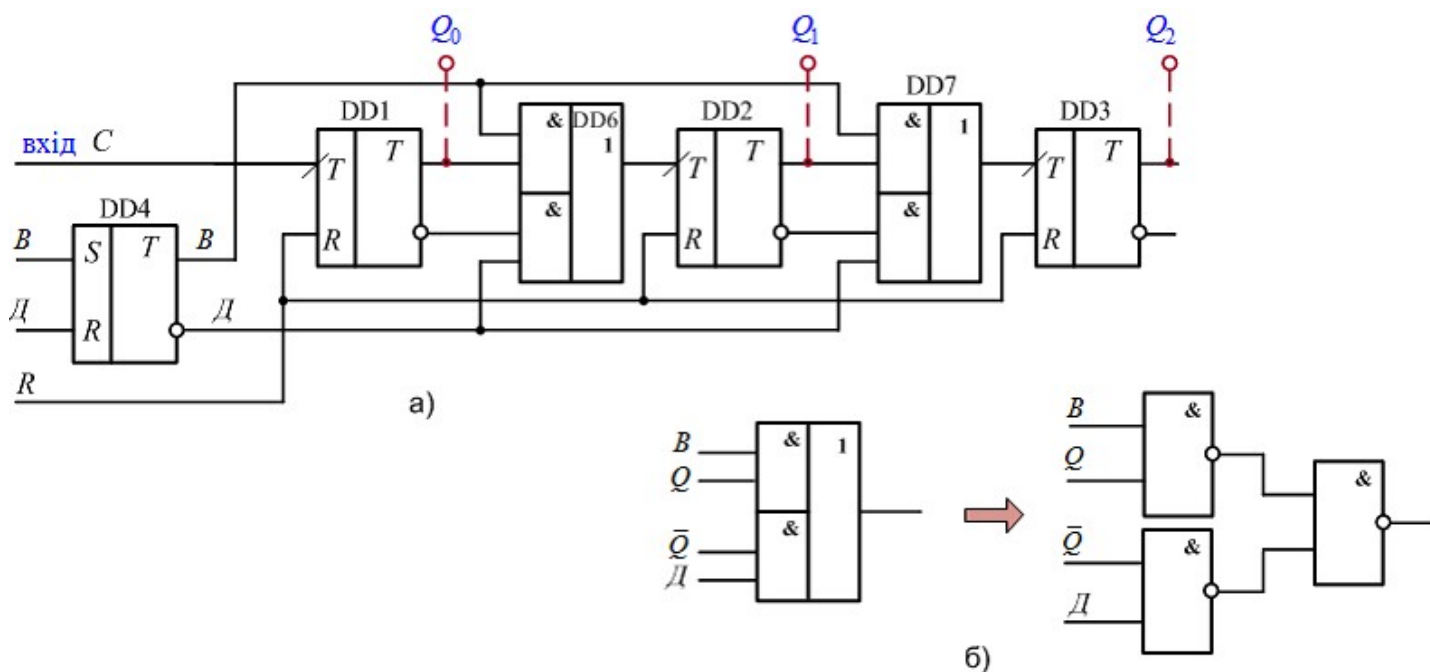 Q₀ Q₁ Q₂
DD1 DD6 DD2 DD7 DD3
& 1 & 1
вхід C T T T T T T
& &
DD4
B S T B R R R
Д R Д
R
а)
B & 1
Q
Q̄ &
Д
B & 
Q &
Q̄ &
Д
б)